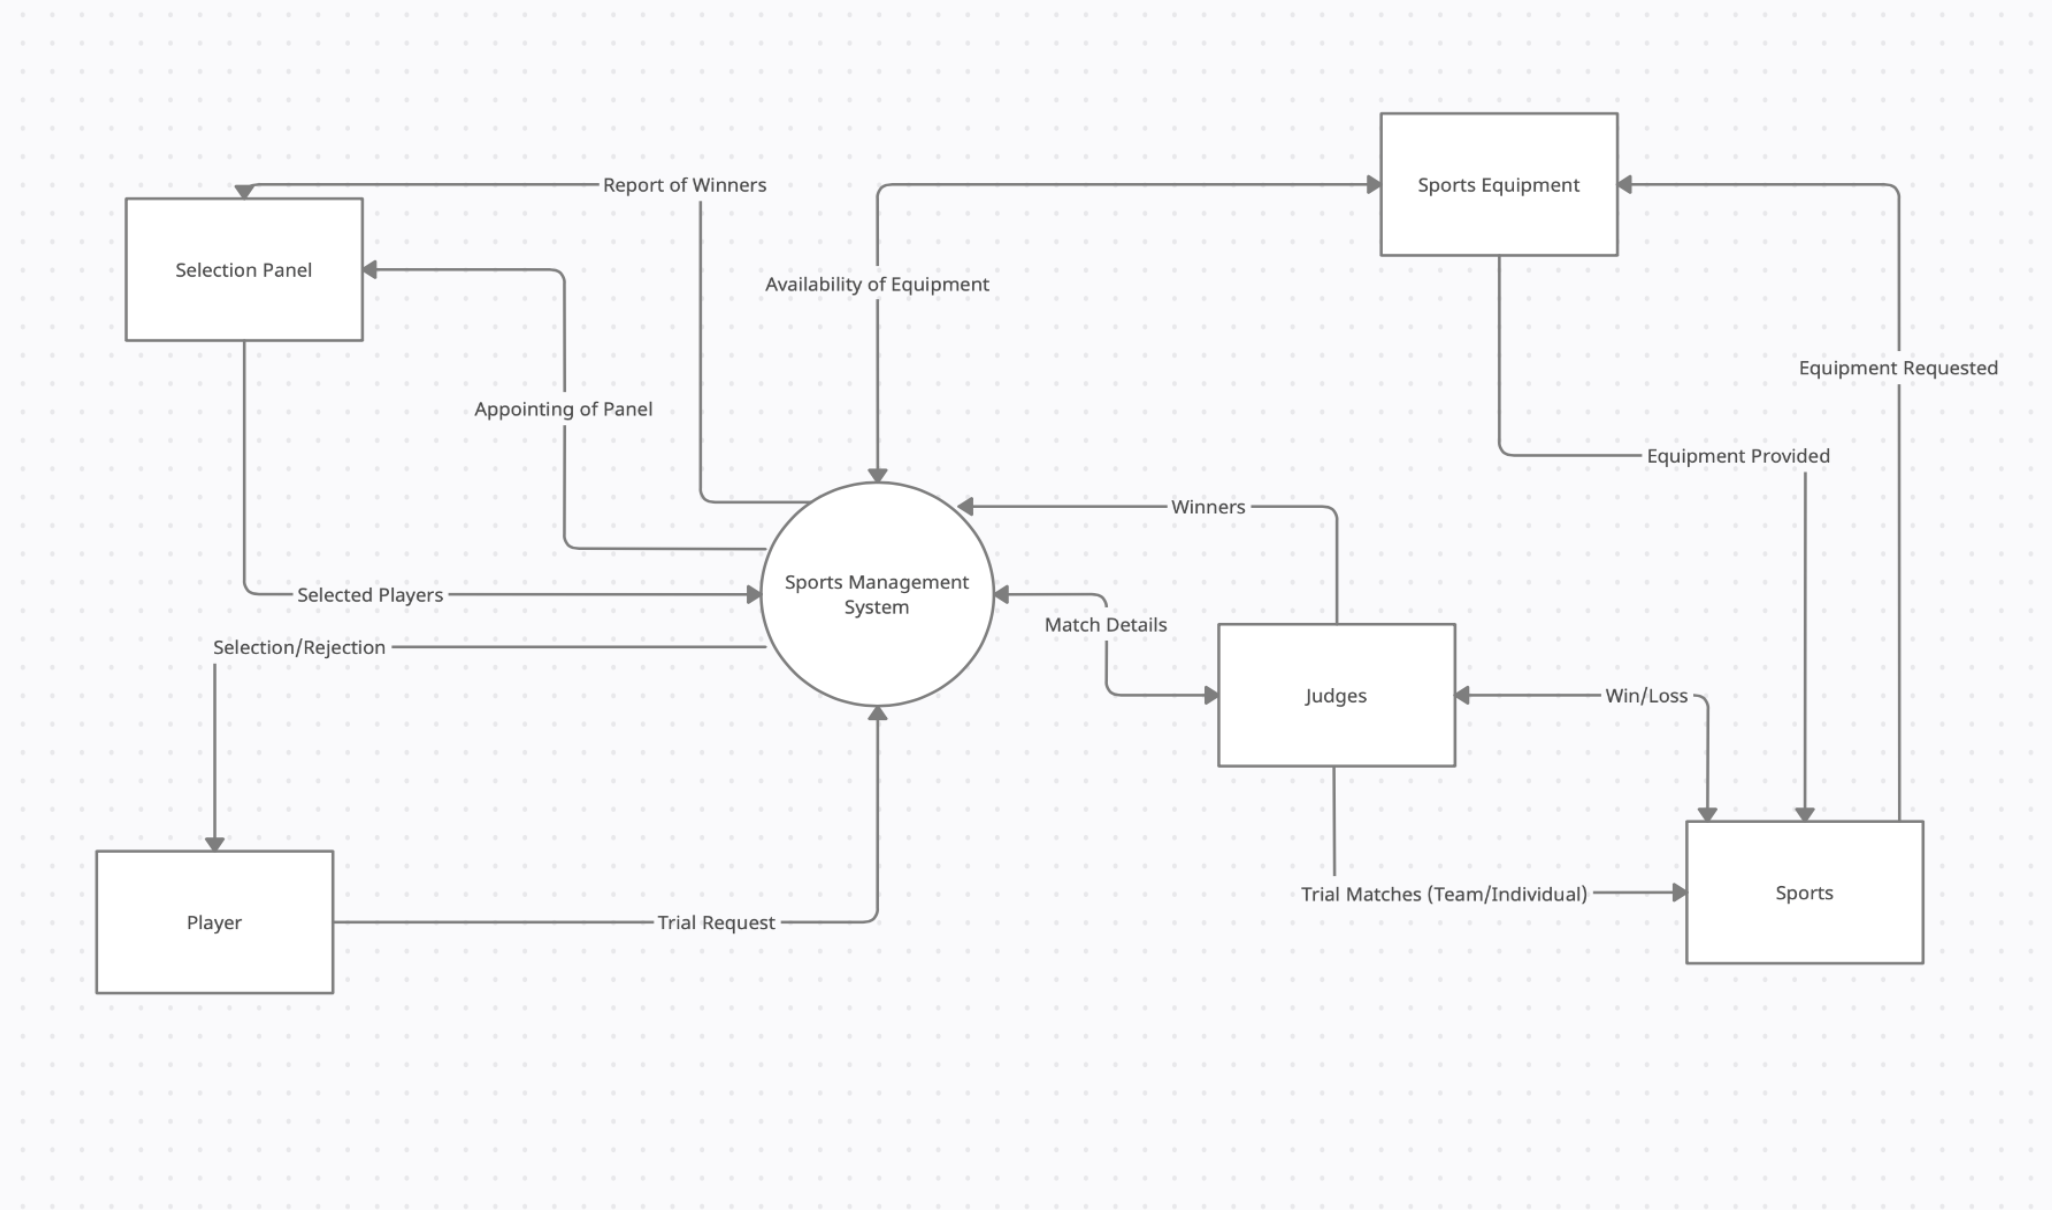 Sports Equipment
Report of Winners
Selection Panel
Availability of Equipment
Equipment Requested
Appointing of Panel
Equipment Provided
Winners
Sports Management
System
Selected Players
Match Details
Selection/Rejection
Judges
Win/Loss
Trial Matches (Team/Individual)
Sports
Player
Trial Request